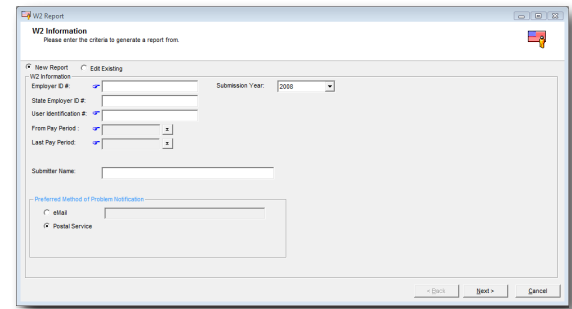 W2 Report
W2 Information
Please enter the criteria to generate a report from.
New Report Edit Existing
W2 Information
Employer ID #: Submission Year: 2008
State Employer ID #:
User Identification #:
From Pay Period :
Last Pay Period:
Submitter Name:
Preferred Method of Problem Notification
eMail
Postal Service
< Back Next > Cancel